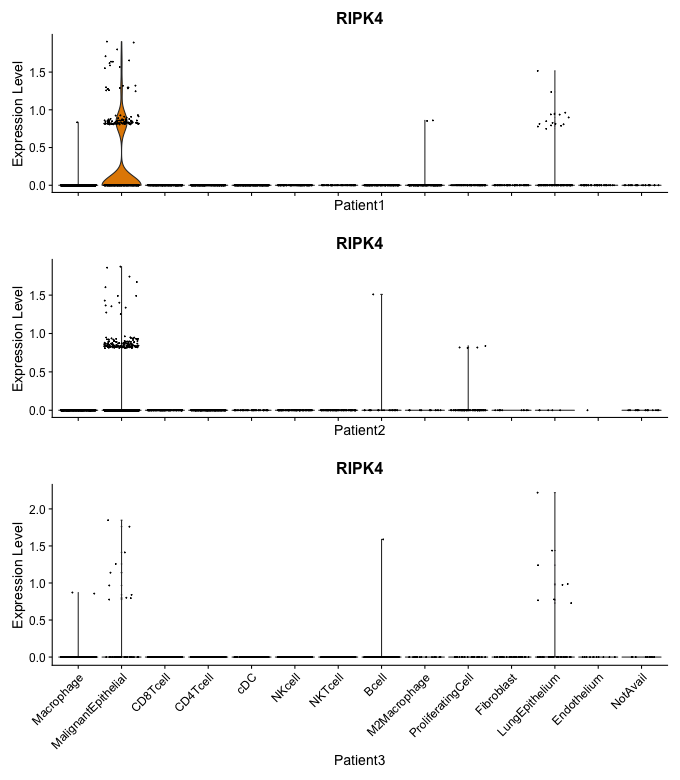 RIPK4
Expression Level
1.5
1.0
0.5
0.0
Patient1
RIPK4
Expression Level
1.5
1.0
0.5
0.0
Patient2
RIPK4
Expression Level
2.0
1.5
1.0
0.5
0.0
Macrophage
MalignantEpithelial
CD8Tcell
CD4Tcell
cDC
NKcell
NKTcell
Bcell
M2Macrophage
ProliferatingCell
Fibroblast
LungEpithelium
Endothelium
NotAvail
Patient3